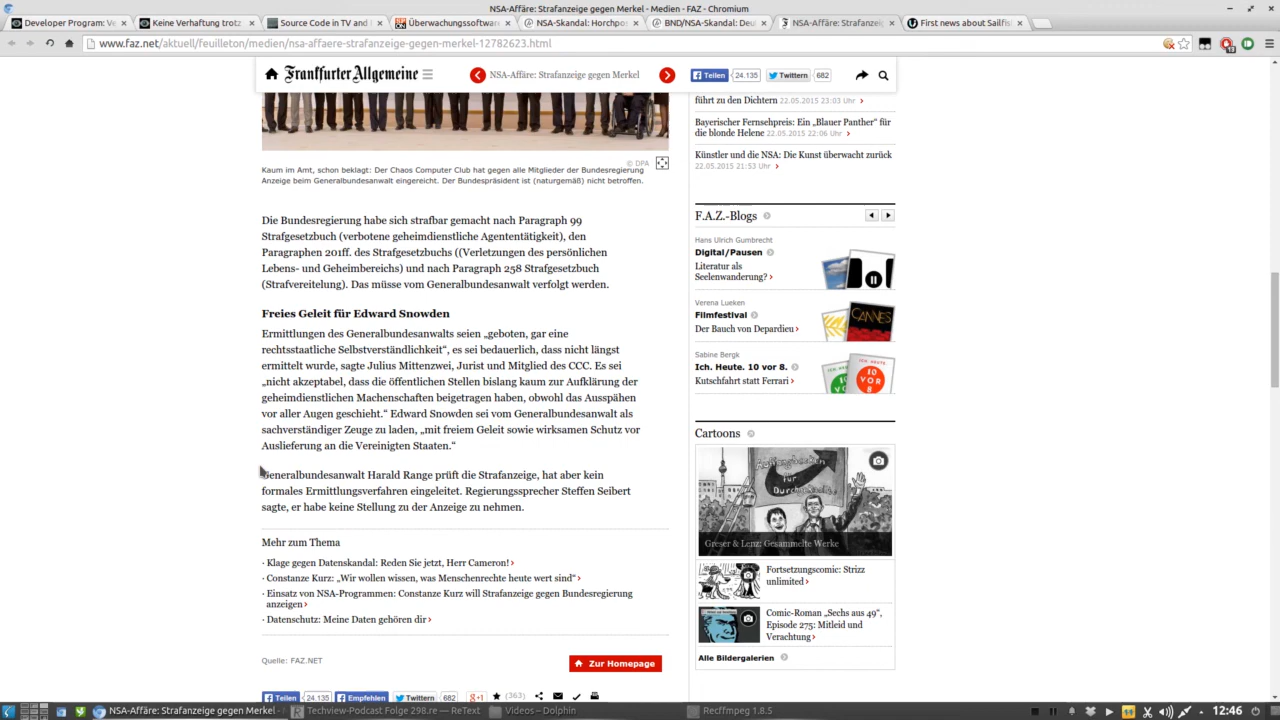 NSA-Affäre: Strafanzeige gegen Merkel - Medien - FAZ - Chromium
Developer Program: Ve
Keine Verhaftung trotz
Source Code in TV and
Überwachungssoftware
NSA-Skandal: Horchpos
BND/NSA-Skandal: Deu
NSA-Affäre: Strafanzeig
First news about Sailfish
www.faz.net/aktuell/feuilleton/medien/nsa-affaere-strafanzeige-gegen-merkel-12782623.html
Frankfurter Allgemeine
NSA-Affäre: Strafanzeige gegen Merkel
Teilen 24.135 Twittern 682
© DPA
Kaum im Amt, schon beklagt: Der Chaos Computer Club hat gegen alle Mitglieder der Bundesregierung
Anzeige beim Generalbundesanwalt eingereicht. Der Bundespräsident ist (naturgemäß) nicht betroffen.
Die Bundesregierung habe sich strafbar gemacht nach Paragraph 99
Strafgesetzbuch (verbotene geheimdienstliche Agententätigkeit), den
Paragraphen 201ff. des Strafgesetzbuchs ((Verletzungen des persönlichen
Lebens- und Geheimbereichs) und nach Paragraph 258 Strafgesetzbuch
(Strafvereitelung). Das müsse vom Generalbundesanwalt verfolgt werden.
Freies Geleit für Edward Snowden
Ermittlungen des Generalbundesanwalts seien „geboten, gar eine
rechtsstaatliche Selbstverständlichkeit“, es sei bedauerlich, dass nicht längst
ermittelt wurde, sagte Julius Mittenzwei, Jurist und Mitglied des CCC. Es sei
„nicht akzeptabel, dass die öffentlichen Stellen bislang kaum zur Aufklärung der
geheimdienstlichen Machenschaften beigetragen haben, obwohl das Ausspähen
vor aller Augen geschieht.“ Edward Snowden sei vom Generalbundesanwalt als
sachverständiger Zeuge zu laden, „mit freiem Geleit sowie wirksamen Schutz vor
Auslieferung an die Vereinigten Staaten.“
Generalbundesanwalt Harald Range prüft die Strafanzeige, hat aber kein
formales Ermittlungsverfahren eingeleitet. Regierungssprecher Steffen Seibert
sagte, er habe keine Stellung zu der Anzeige zu nehmen.
Mehr zum Thema
· Klage gegen Datenskandal: Reden Sie jetzt, Herr Cameron!
· Constanze Kurz: „Wir wollen wissen, was Menschenrechte heute wert sind“
· Einsatz von NSA-Programmen: Constanze Kurz will Strafanzeige gegen Bundesregierung
anzeigen
· Datenschutz: Meine Daten gehören dir
Quelle: FAZ.NET
Zur Homepage
Teilen 24.135 Empfehlen Twittern 682 g+1 (363)
führt zu den Dichtern 22.05.2015 23:03 Uhr
Bayerischer Fernsehpreis: Ein „Blauer Panther“ für
die blonde Helene 22.05.2015 22:06 Uhr
Künstler und die NSA: Die Kunst überwacht zurück
22.05.2015 21:53 Uhr
F.A.Z.-Blogs
Hans Ulrich Gumbrecht
Digital/Pausen
Literatur als
Seelenwanderung?
Verena Lueken
Filmfestival
Der Bauch von Depardieu
CANNES
Sabine Bergk
Ich. Heute. 10 vor 8.
Kutschfahrt statt Ferrari
ICH. HEUTE.
10
VOR
8
Cartoons
Greser & Lenz: Gesammelte Werke
Fortsetzungscomic: Strizz
unlimited
Comic-Roman „Sechs aus 49“,
Episode 275: Mitleid und
Verachtung
Alle Bildergalerien
NSA-Affäre: Strafanzeige gegen Merkel -
Techview-Podcast Folge 298.re — ReText
Videos – Dolphin
Recffmpeg 1.8.5
12:46